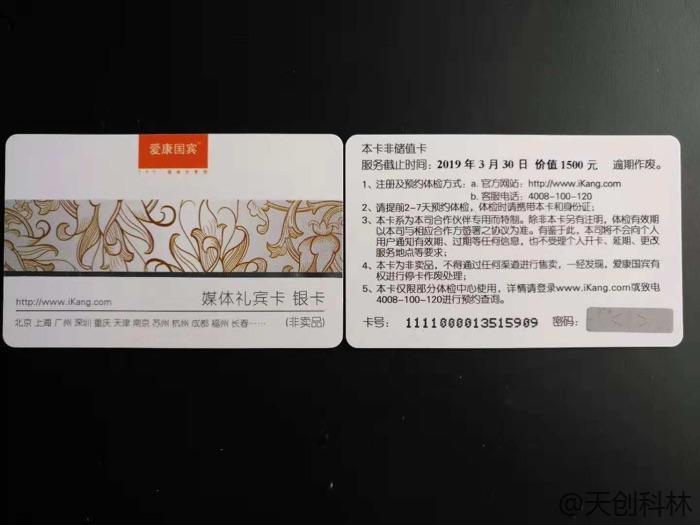 爱康国宾
http://www.iKang.com
媒体礼宾卡 银卡
北京 上海 广州 深圳 重庆 天津 南京 苏州 杭州 成都 福州 长春……
(非卖品)
本卡非储值卡
服务截止时间：2019 年 3 月 30 日 价值 1500 元 逾期作废。
1、注册及预约体检方式：a. 官方网站：http://www.iKang.com
b. 客服电话：4008-100-120
2、请提前2-7天预约体检，体检时请携带本卡和身份证；
3、本卡系为本司合作伙伴专用而特制。除非本卡另有注明，体检有效期
以本司与相应合作方签署之协议为准。有鉴于此，本司将不会向个人
用户通知有效期、过期等任何信息，也不受理个人开卡、延期、更改
服务地点等要求；
4、本卡为非卖品，不得通过任何渠道进行售卖，一经发现，爱康国宾有
权进行停卡作废处理；
5、本卡仅限部分体检中心使用，详情请登录www.iKang.com或致电
4008-100-120进行预约查询。
卡号： 1111000013515909 密码：
@天创科林